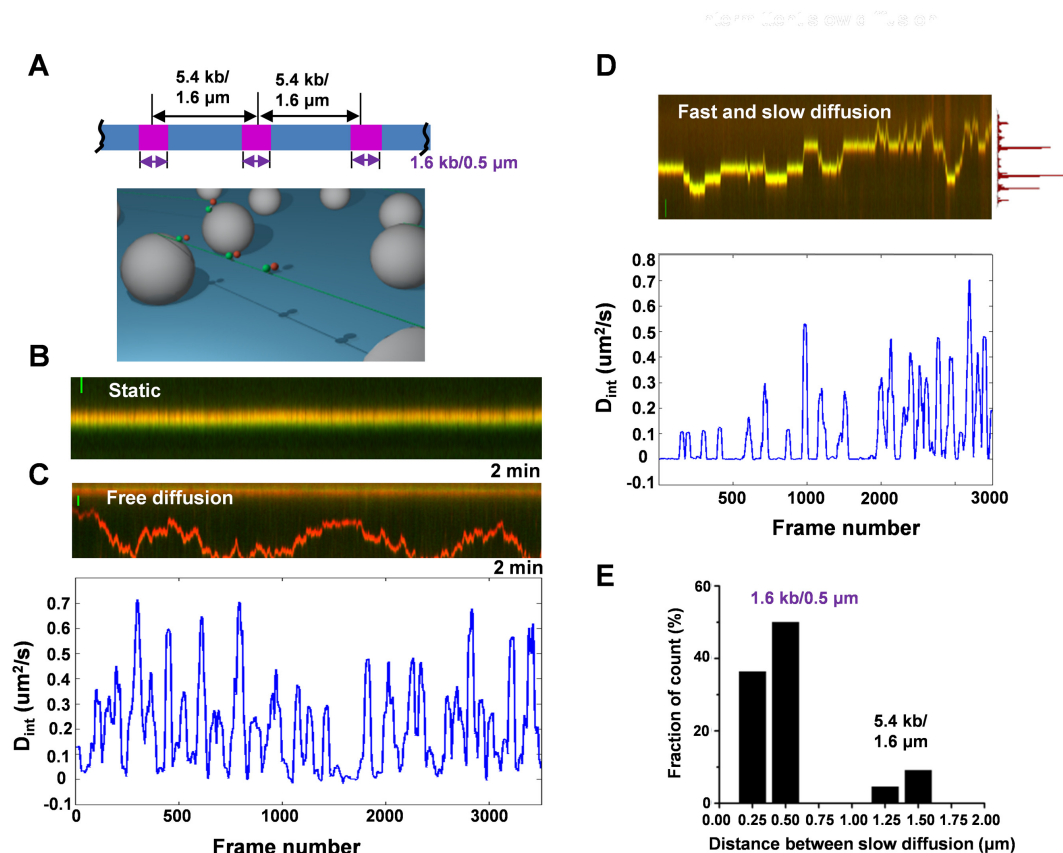 A
5.4 kb/
1.6 µm
5.4 kb/
1.6 µm
1.6 kb/0.5 µm
B
Static
2 min
C
Free diffusion
2 min
0.7
0.6
0.5
0.4
0.3
0.2
0.1
0
-0.1
D_int (um²/s)
0
500
1000
2000
3000
Frame number
D
Fast and slow diffusion
0.8
0.7
0.6
0.5
0.4
0.3
0.2
0.1
0
-0.1
D_int (um²/s)
500
1000
2000
3000
Frame number
E
60
40
20
0
Fraction of count (%)
1.6 kb/0.5 µm
5.4 kb/
1.6 µm
0.00 0.25 0.50 0.75 1.00 1.25 1.50 1.75 2.00
Distance between slow diffusion (µm)